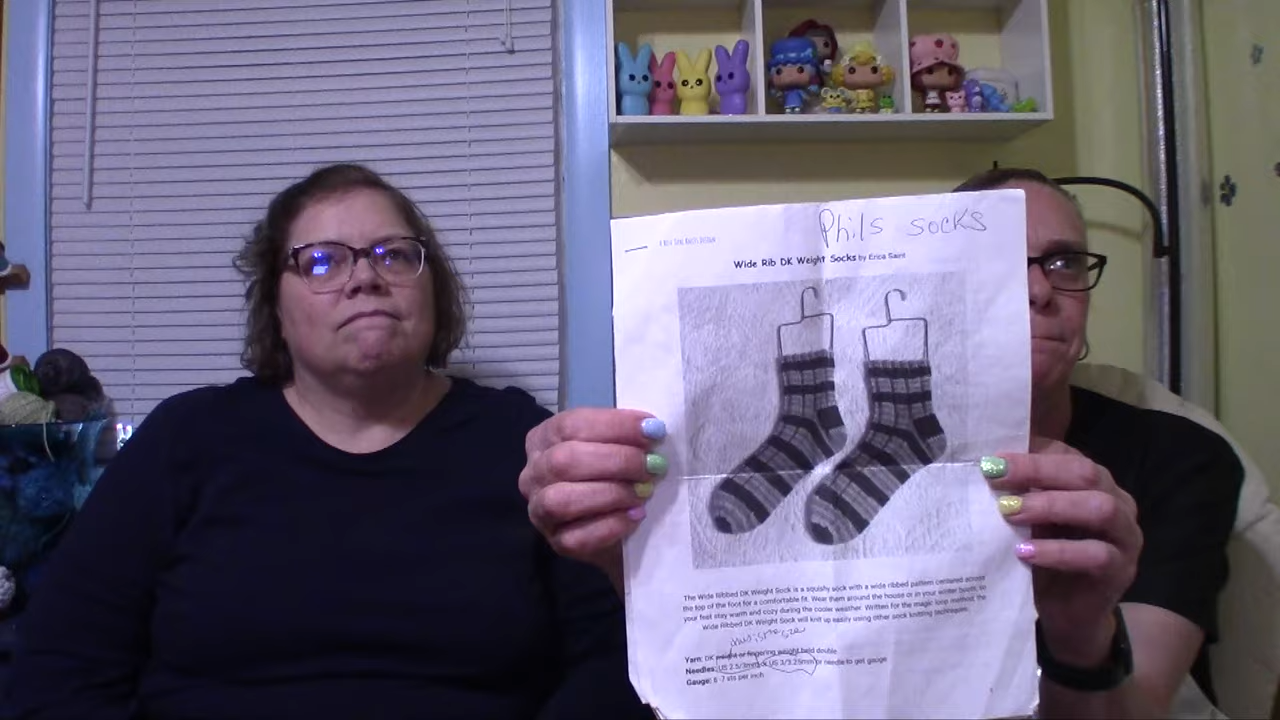 Phils socks
Wide Rib DK Weight Socks by Erica Saint
The Wide Ribbed DK Weight Sock is a squishy sock with a wide ribbed pattern centered across
the top of the foot for a comfortable fit. Wear them around the house or in your winter boots, so
your feet stay warm and cozy during the cooler weather. Written for the magic loop method, the
Wide Ribbed DK Weight Sock will knit up easily using other sock knitting techniques.
Yarn: DK weight or fingering weight held double
Needles: US 2.5/3mm or US 3/3.25mm or needle to get gauge
Gauge: 6-7 sts per inch